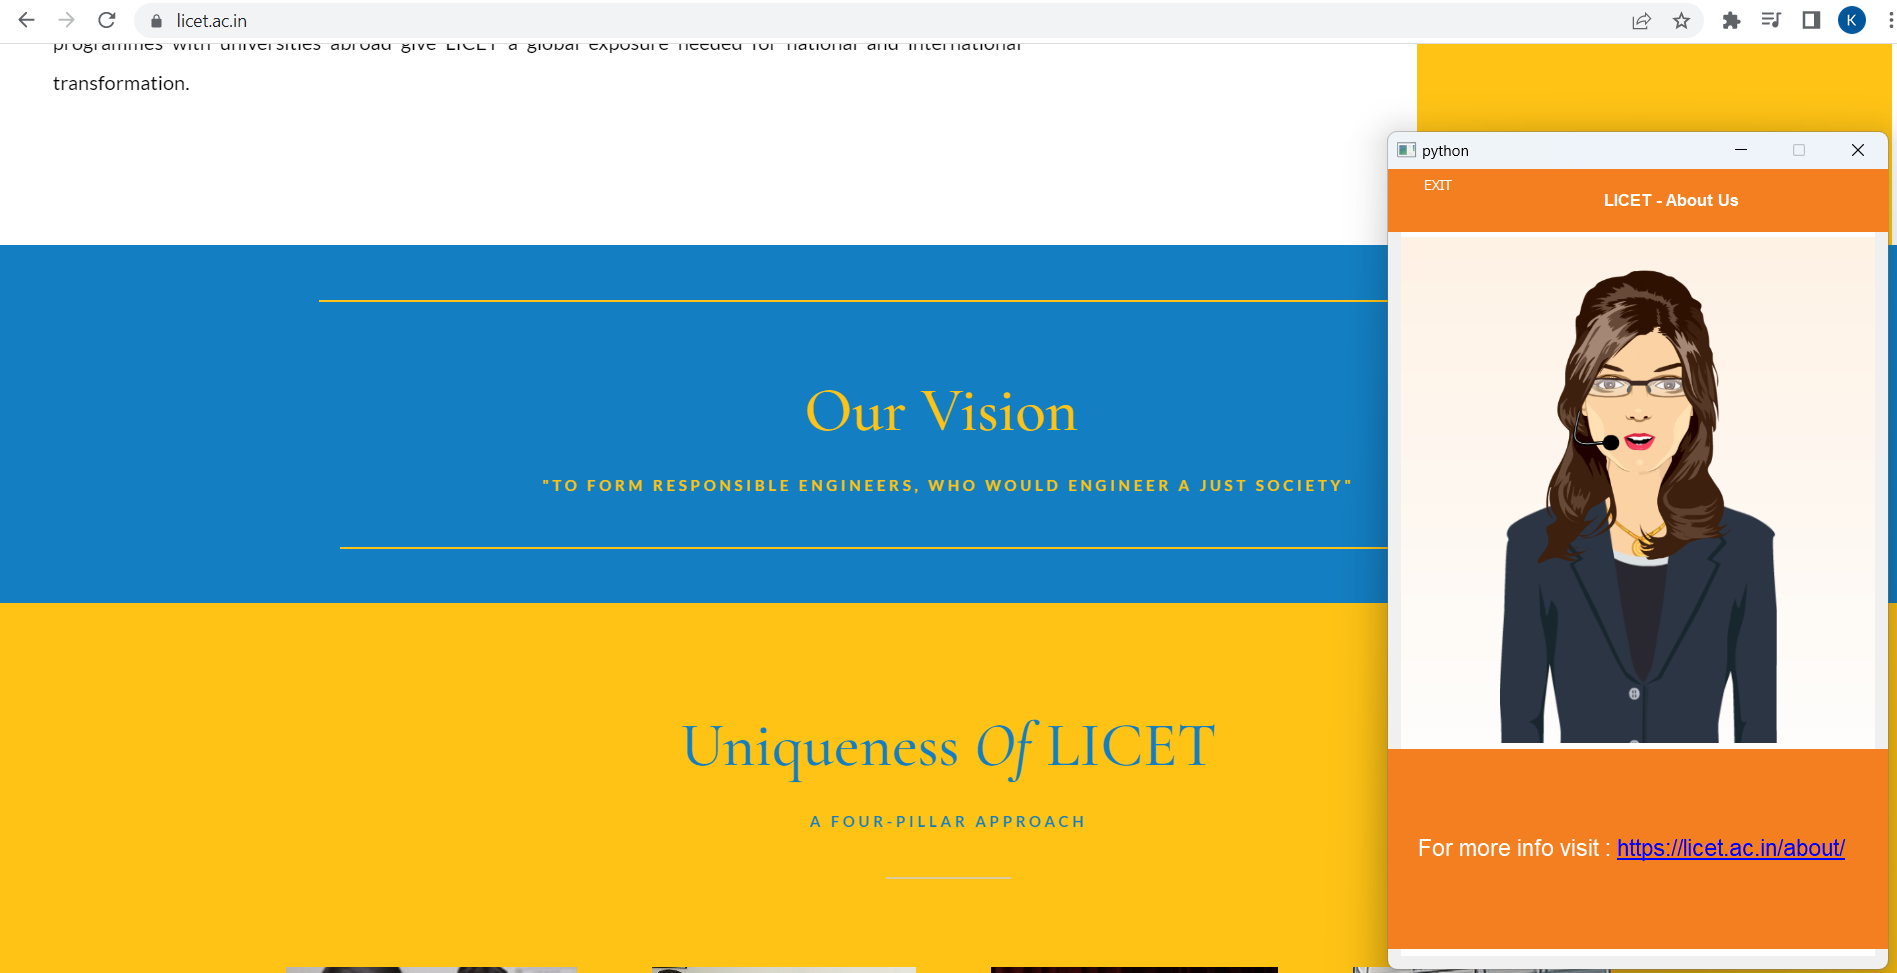 licet.ac.in
K
programmes with universities abroad give LICET a global exposure needed for national and international
transformation.
python
EXIT
LICET - About Us
Our Vision
"TO FORM RESPONSIBLE ENGINEERS, WHO WOULD ENGINEER A JUST SOCIETY"
Uniqueness Of LICET
A FOUR-PILLAR APPROACH
For more info visit : https://licet.ac.in/about/